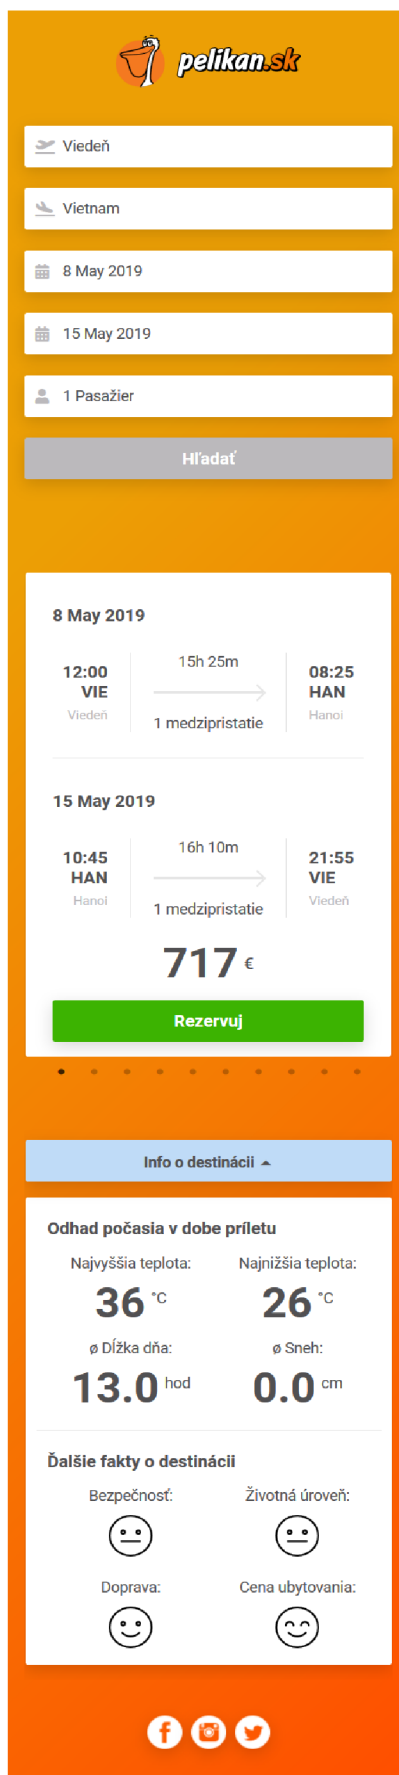 pelikan.sk
Viedeň
Vietnam
8 May 2019
15 May 2019
1 Pasažier
Hľadať
8 May 2019
12:00 15h 25m 08:25
VIE HAN
Viedeň 1 medzipristatie Hanoi
15 May 2019
10:45 16h 10m 21:55
HAN VIE
Hanoi 1 medzipristatie Viedeň
717 €
Rezervuj
Info o destinácii
Odhad počasia v dobe príletu
Najvyššia teplota: Najnižšia teplota:
36 °C 26 °C
ø Dĺžka dňa: ø Sneh:
13.0 hod 0.0 cm
Ďalšie fakty o destinácii
Bezpečnosť: Životná úroveň:
Doprava: Cena ubytovania: